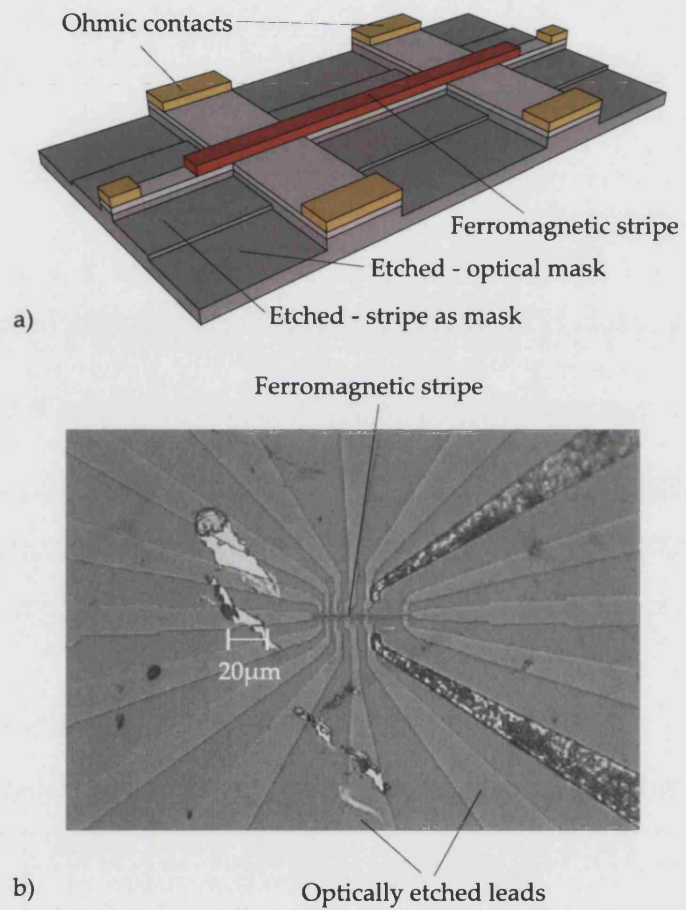 Ohmic contacts
Ferromagnetic stripe
Etched - optical mask
Etched - stripe as mask
a)
Ferromagnetic stripe
20µm
b)
Optically etched leads